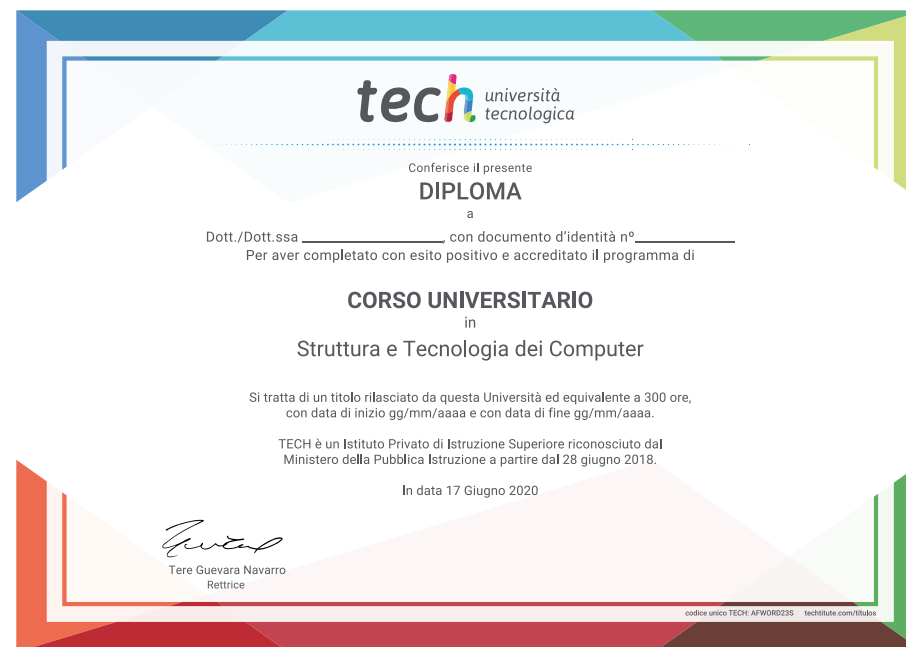 tech università
tecnologica
Conferisce il presente
DIPLOMA
a
Dott./Dott.ssa ____________________, con documento d'identità nº______________
Per aver completato con esito positivo e accreditato il programma di
CORSO UNIVERSITARIO
in
Struttura e Tecnologia dei Computer
Si tratta di un titolo rilasciato da questa Università ed equivalente a 300 ore,
con data di inizio gg/mm/aaaa e con data di fine gg/mm/aaaa.
TECH è un Istituto Privato di Istruzione Superiore riconosciuto dal
Ministero della Pubblica Istruzione a partire dal 28 giugno 2018.
In data 17 Giugno 2020
Tere Guevara Navarro
Rettrice
codice unico TECH: AFWORD23S techtitute.com/títulos